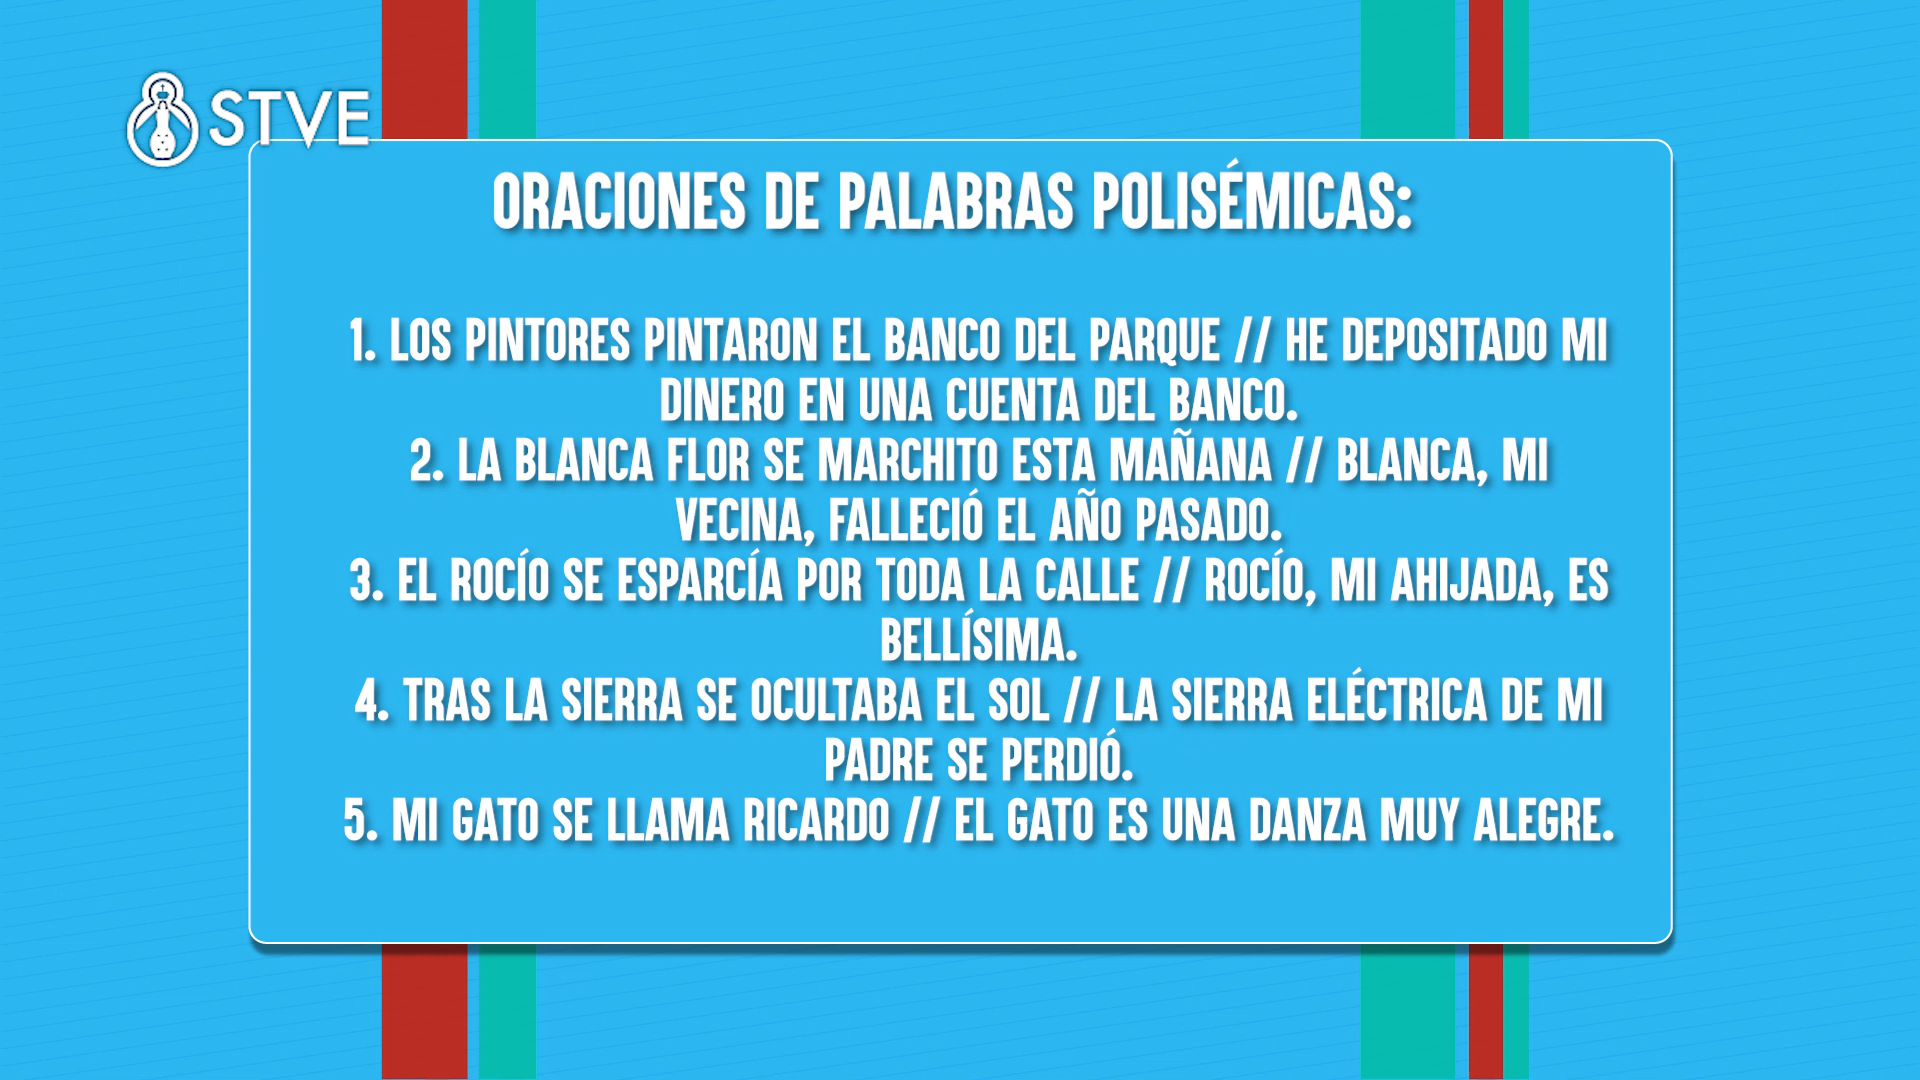 STVE
ORACIONES DE PALABRAS POLISÉMICAS:
1. LOS PINTORES PINTARON EL BANCO DEL PARQUE // HE DEPOSITADO MI
DINERO EN UNA CUENTA DEL BANCO.
2. LA BLANCA FLOR SE MARCHITO ESTA MAÑANA // BLANCA, MI
VECINA, FALLECIÓ EL AÑO PASADO.
3. EL ROCÍO SE ESPARCÍA POR TODA LA CALLE // ROCÍO, MI AHIJADA, ES
BELLÍSIMA.
4. TRAS LA SIERRA SE OCULTABA EL SOL // LA SIERRA ELÉCTRICA DE MI
PADRE SE PERDIÓ.
5. MI GATO SE LLAMA RICARDO // EL GATO ES UNA DANZA MUY ALEGRE.